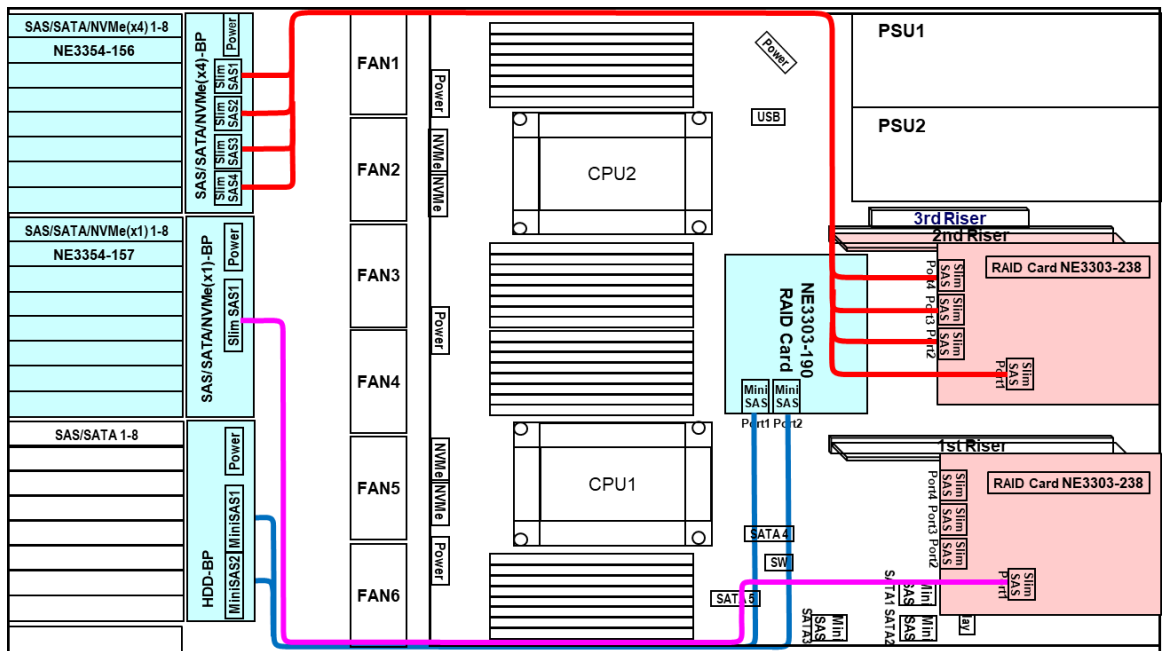 SAS/SATA/NVMe(x4) 1-8
NE3354-156
SAS/SATA/NVMe(x4)-BP
Power
Slim
SAS1
Slim
SAS2
Slim
SAS3
Slim
SAS4
SAS/SATA/NVMe(x1) 1-8
NE3354-157
SAS/SATA/NVMe(x1)-BP
Power
Slim SAS1
SAS/SATA 1-8
HDD-BP
Power
MiniSAS1
MiniSAS2
FAN1
FAN2
FAN3
FAN4
FAN5
FAN6
Power
NVMe
NVMe
Power
NVMe
NVMe
Power
CPU2
CPU1
Power
USB
PSU1
PSU2
3rd Riser
2nd Riser
RAID Card NE3303-238
Slim
SAS
Port4
Slim
SAS
Port3
Slim
SAS
Port2
Slim
SAS
Port1
NE3303-190
RAID Card
Mini
SAS
Mini
SAS
Port1
Port2
1st Riser
RAID Card NE3303-238
Slim
SAS
Port4
Slim
SAS
Port3
Slim
SAS
Port2
Slim
SAS
SATA4
SW
SATA5
SATA1
Mini
SAS
SATA2
Mini
SAS
SATA3
Mini
SAS